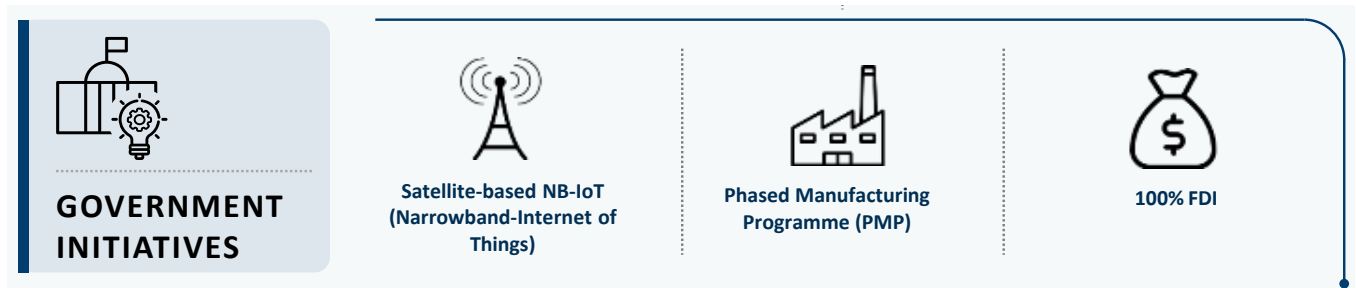 GOVERNMENT
INITIATIVES
Satellite-based NB-IoT
(Narrowband-Internet of
Things)
Phased Manufacturing
Programme (PMP)
$
100% FDI